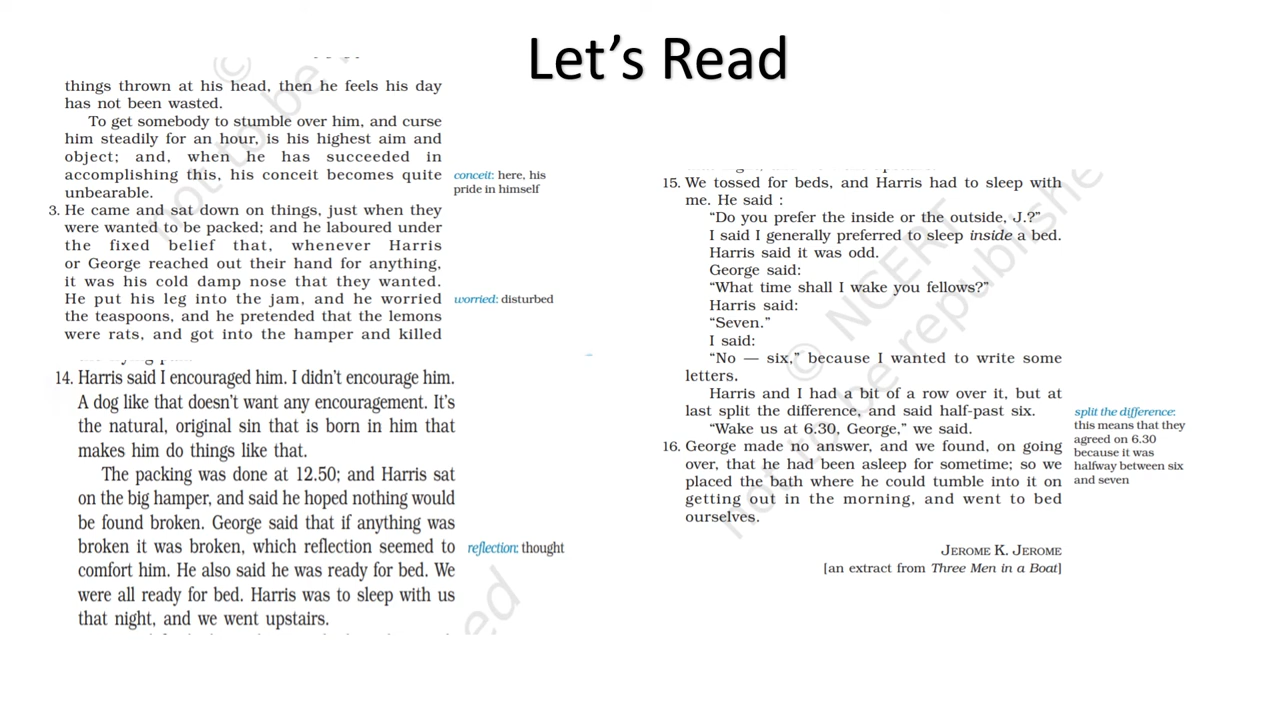 Let's Read
things thrown at his head, then he feels his day
has not been wasted.
To get somebody to stumble over him, and curse
him steadily for an hour, is his highest aim and
object; and, when he has succeeded in
accomplishing this, his conceit becomes quite
unbearable.
conceit: here, his
pride in himself
3. He came and sat down on things, just when they
were wanted to be packed; and he laboured under
the fixed belief that, whenever Harris
or George reached out their hand for anything,
it was his cold damp nose that they wanted.
He put his leg into the jam, and he worried
the teaspoons, and he pretended that the lemons
were rats, and got into the hamper and killed
worried: disturbed
14. Harris said I encouraged him. I didn't encourage him.
A dog like that doesn't want any encouragement. It's
the natural, original sin that is born in him that
makes him do things like that.
The packing was done at 12.50; and Harris sat
on the big hamper, and said he hoped nothing would
be found broken. George said that if anything was
broken it was broken, which reflection seemed to
comfort him. He also said he was ready for bed. We
were all ready for bed. Harris was to sleep with us
that night, and we went upstairs.
reflection: thought
15. We tossed for beds, and Harris had to sleep with
me. He said :
"Do you prefer the inside or the outside, J.?"
I said I generally preferred to sleep inside a bed.
Harris said it was odd.
George said:
"What time shall I wake you fellows?"
Harris said:
"Seven."
I said:
"No — six," because I wanted to write some
letters.
Harris and I had a bit of a row over it, but at
last split the difference, and said half-past six.
"Wake us at 6.30, George," we said.
split the difference:
this means that they
agreed on 6.30
because it was
halfway between six
and seven
16. George made no answer, and we found, on going
over, that he had been asleep for sometime; so we
placed the bath where he could tumble into it on
getting out in the morning, and went to bed
ourselves.
JEROME K. JEROME
[an extract from Three Men in a Boat]
© NCERT
not to be republishe